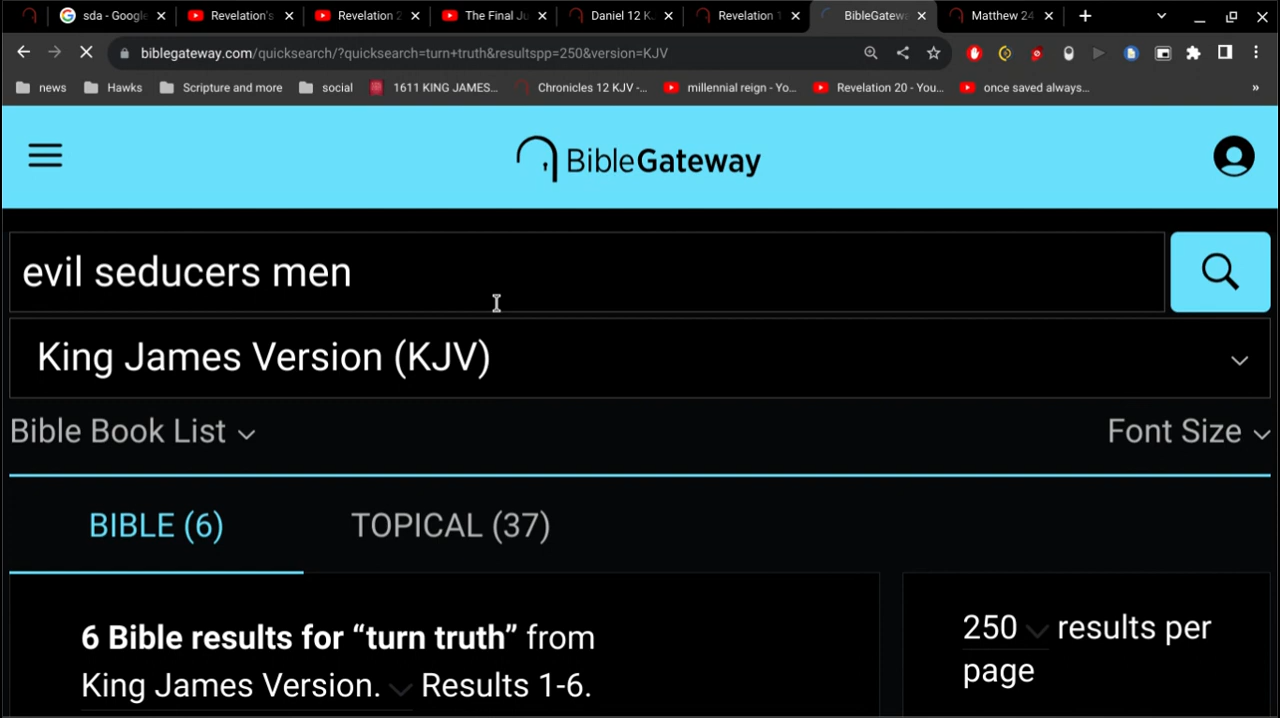 sda - Google
Revelation's
Revelation 2
The Final Ju
Daniel 12 K
Revelation 1
BibleGatewa
Matthew 24
biblegateway.com/quicksearch/?quicksearch=turn+truth&resultspp=250&version=KJV
news
Hawks
Scripture and more
social
1611 KING JAMES...
Chronicles 12 KJV -...
millennial reign - Yo...
Revelation 20 - You...
once saved always...
»
BibleGateway
evil seducers men
King James Version (KJV)
Bible Book List
Font Size
BIBLE (6)
TOPICAL (37)
6 Bible results for “turn truth” from
King James Version. Results 1-6.
250 results per
page